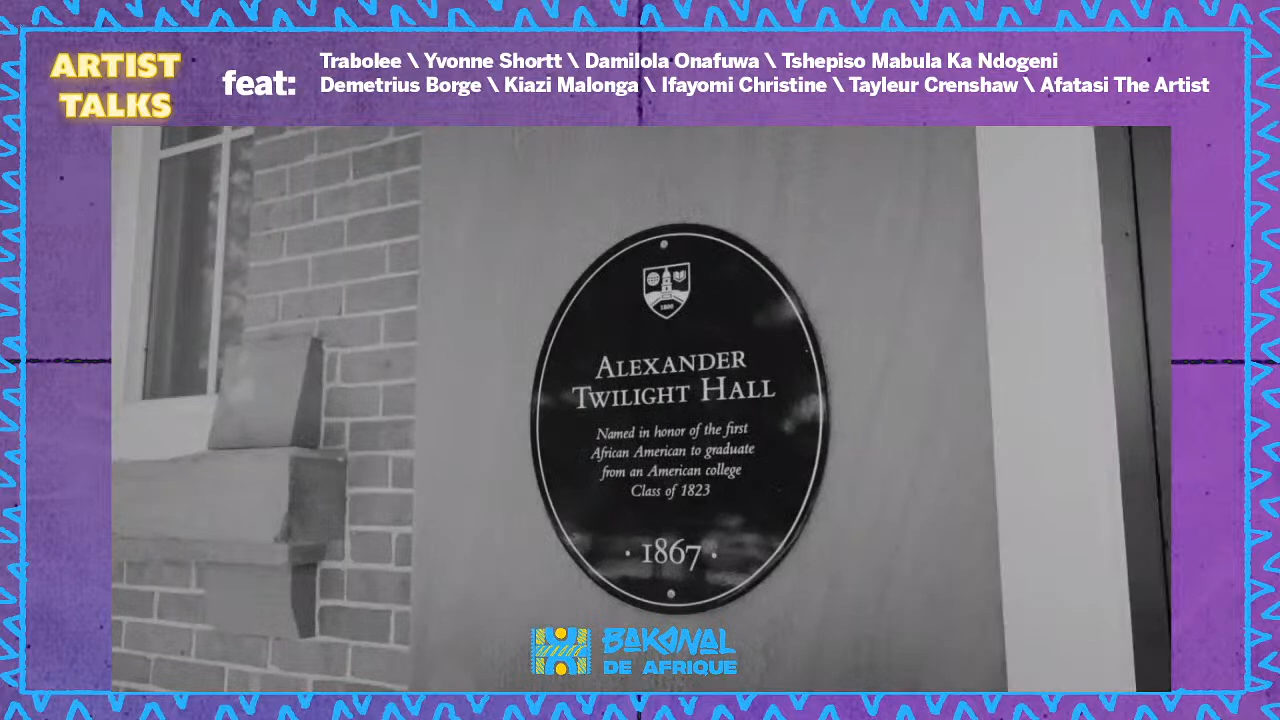 ARTIST
TALKS
feat:
Trabolee \ Yvonne Shortt \ Damilola Onafuwa \ Tshepiso Mabula Ka Ndogeni
Demetrius Borge \ Kiazi Malonga \ Ifayomi Christine \ Tayleur Crenshaw \ Afatasi The Artist
1800
ALEXANDER
TWILIGHT HALL
Named in honor of the first
African American to graduate
from an American college
Class of 1823
· 1867 ·
BAKANAL
DE AFRIQUE